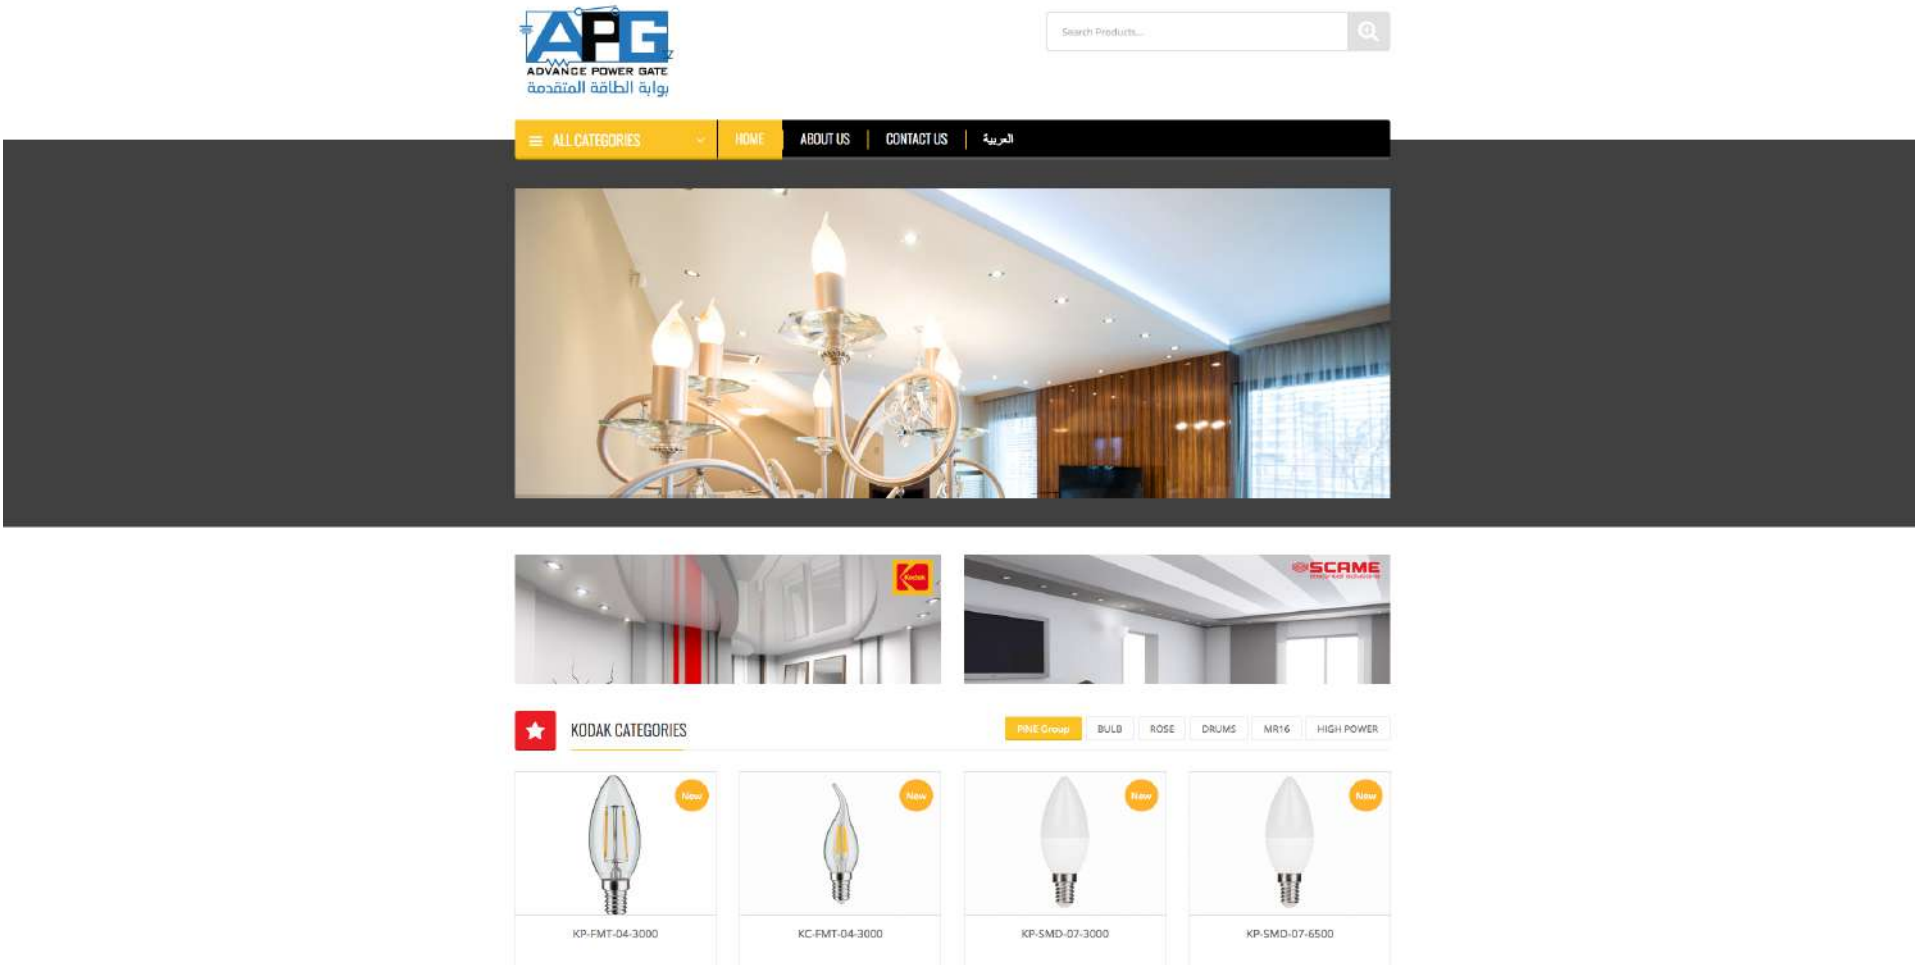 APG
ADVANCE POWER GATE
بوابة الطاقة المتقدمة
Search Products...
ALL CATEGORIES
HOME
ABOUT US
CONTACT US
العربية
Kodak
SCAME
electrical solutions
KODAK CATEGORIES
PINE Group
BULB
ROSE
DRUMS
MR16
HIGH POWER
New
New
New
New
KP-FMT-04-3000
KC-FMT-04-3000
KP-SMD-07-3000
KP-SMD-07-6500